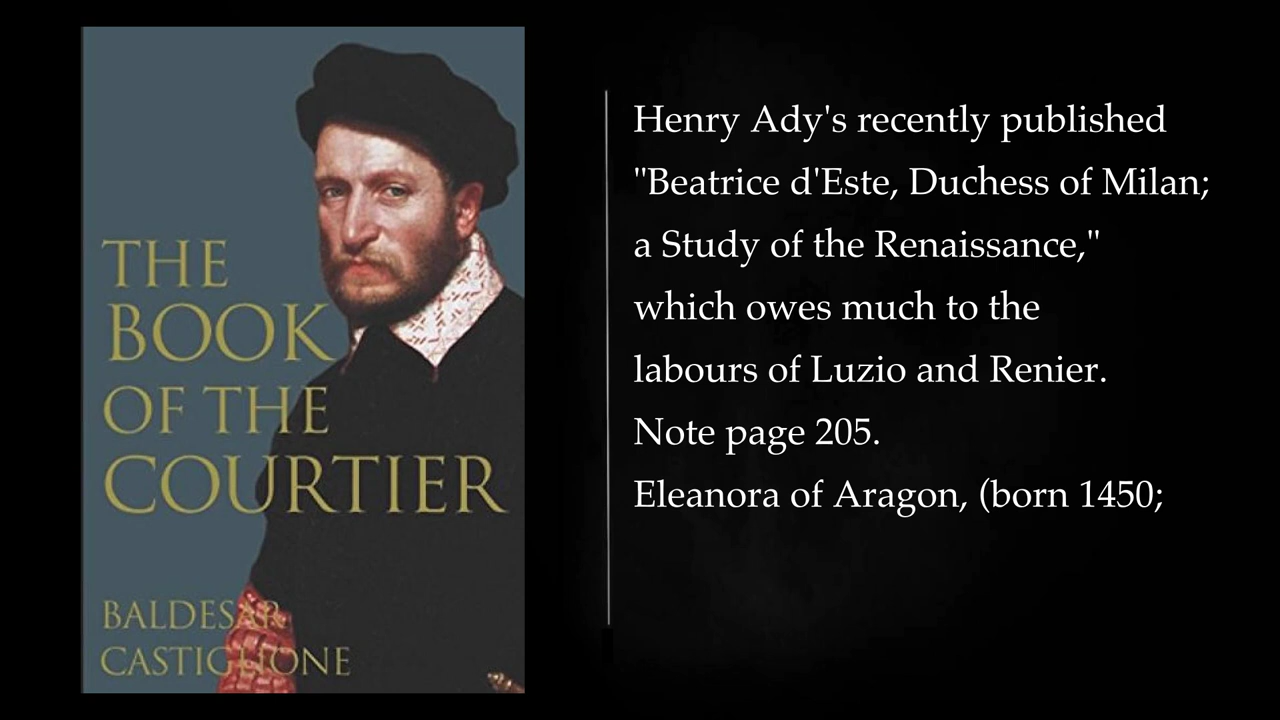 THE
BOOK
OF THE
COURTIER
BALDESAR
CASTIGLIONE
Henry Ady's recently published
"Beatrice d'Este, Duchess of Milan;
a Study of the Renaissance,"
which owes much to the
labours of Luzio and Renier.
Note page 205.
Eleanora of Aragon, (born 1450;